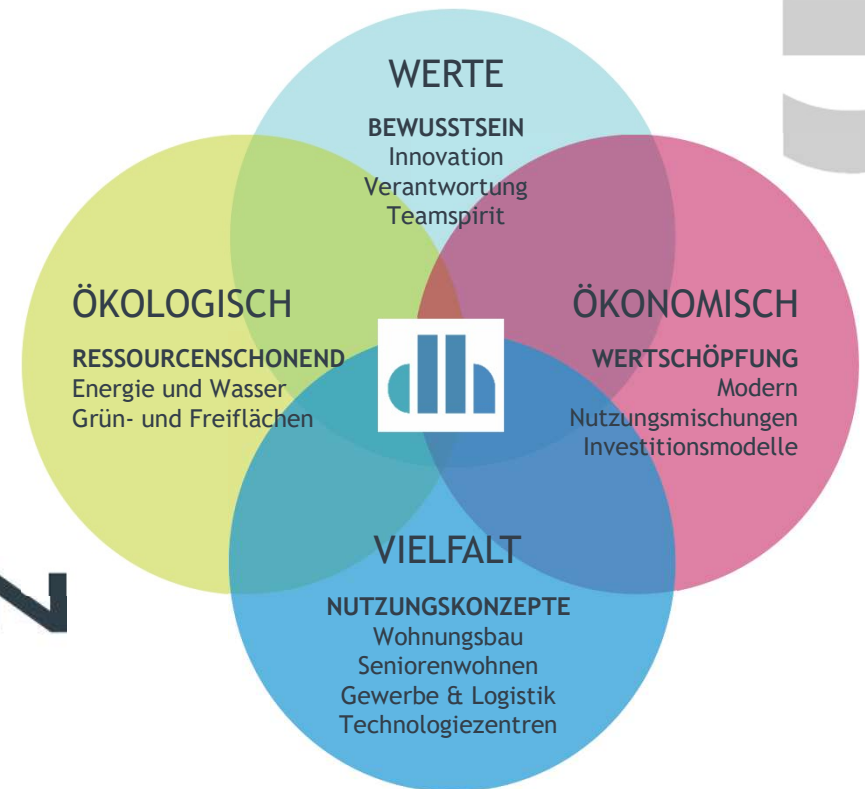 WERTE
BEWUSSTSEIN
Innovation
Verantwortung
Teamspirit
ÖKOLOGISCH
RESSOURCENSCHONEND
Energie und Wasser
Grün- und Freiflächen
ÖKONOMISCH
WERTSCHÖPFUNG
Modern
Nutzungsmischungen
Investitionsmodelle
dh
VIELFALT
NUTZUNGSKONZEPTE
Wohnungsbau
Seniorenwohnen
Gewerbe & Logistik
Technologiezentren